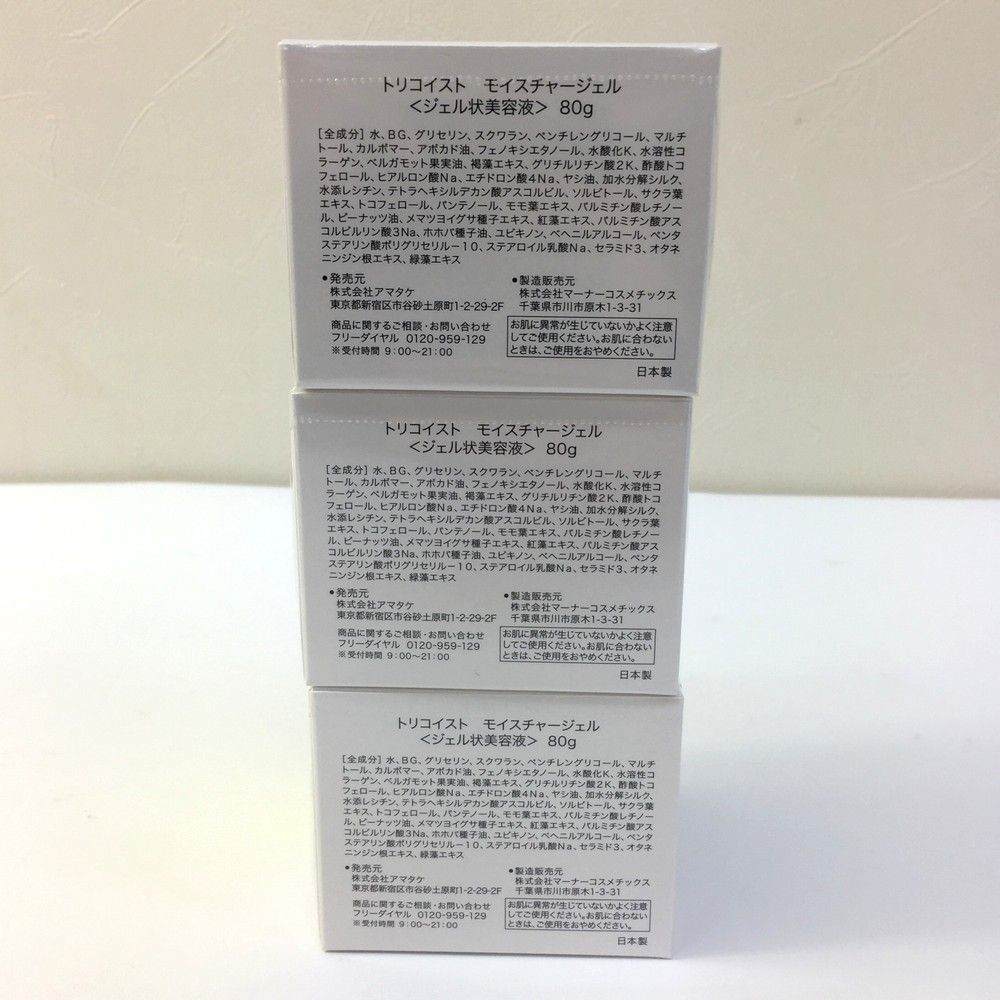 トリコイスト　モイスチャージェル
＜ジェル状美容液＞ 80g
［全成分］水、BG、グリセリン、スクワラン、ペンチレングリコール、マルチ
トール、カルボマー、アボカド油、フェノキシエタノール、水酸化K、水溶性コ
ラーゲン、ベルガモット果実油、褐藻エキス、グリチルリチン酸2K、酢酸トコ
フェロール、ヒアルロン酸Na、エチドロン酸4Na、ヤシ油、加水分解シルク、
水添レシチン、テトラヘキシルデカン酸アスコルビル、ソルビトール、サクラ葉
エキス、トコフェロール、パンテノール、モモ葉エキス、パルミチン酸レチノー
ル、ピーナッツ油、メマツヨイグサ種子エキス、紅藻エキス、パルミチン酸アス
コルビルリン酸3Na、ホホバ種子油、ユビキノン、ベヘニルアルコール、ペンタ
ステアリン酸ポリグリセリル－10、ステアロイル乳酸Na、セラミド3、オタネ
ニンジン根エキス、緑藻エキス
●発売元
株式会社アマタケ
東京都新宿区市谷砂土原町1-2-29-2F
●製造販売元
株式会社マーナーコスメチックス
千葉県市川市原木1-3-31
商品に関するご相談・お問い合わせ
フリーダイヤル 0120-959-129
※受付時間 9：00～21：00
お肌に異常が生じていないかよく注意
してご使用ください。お肌に合わない
ときは、ご使用をおやめください。
日本製
トリコイスト　モイスチャージェル
＜ジェル状美容液＞ 80g
［全成分］水、BG、グリセリン、スクワラン、ペンチレングリコール、マルチ
トール、カルボマー、アボカド油、フェノキシエタノール、水酸化K、水溶性コ
ラーゲン、ベルガモット果実油、褐藻エキス、グリチルリチン酸2K、酢酸トコ
フェロール、ヒアルロン酸Na、エチドロン酸4Na、ヤシ油、加水分解シルク、
水添レシチン、テトラヘキシルデカン酸アスコルビル、ソルビトール、サクラ葉
エキス、トコフェロール、パンテノール、モモ葉エキス、パルミチン酸レチノー
ル、ピーナッツ油、メマツヨイグサ種子エキス、紅藻エキス、パルミチン酸アス
コルビルリン酸3Na、ホホバ種子油、ユビキノン、ベヘニルアルコール、ペンタ
ステアリン酸ポリグリセリル－10、ステアロイル乳酸Na、セラミド3、オタネ
ニンジン根エキス、緑藻エキス
●発売元
株式会社アマタケ
東京都新宿区市谷砂土原町1-2-29-2F
●製造販売元
株式会社マーナーコスメチックス
千葉県市川市原木1-3-31
商品に関するご相談・お問い合わせ
フリーダイヤル 0120-959-129
※受付時間 9：00～21：00
お肌に異常が生じていないかよく注意
してご使用ください。お肌に合わない
ときは、ご使用をおやめください。
日本製
トリコイスト　モイスチャージェル
＜ジェル状美容液＞ 80g
［全成分］水、BG、グリセリン、スクワラン、ペンチレングリコール、マルチ
トール、カルボマー、アボカド油、フェノキシエタノール、水酸化K、水溶性コ
ラーゲン、ベルガモット果実油、褐藻エキス、グリチルリチン酸2K、酢酸トコ
フェロール、ヒアルロン酸Na、エチドロン酸4Na、ヤシ油、加水分解シルク、
水添レシチン、テトラヘキシルデカン酸アスコルビル、ソルビトール、サクラ葉
エキス、トコフェロール、パンテノール、モモ葉エキス、パルミチン酸レチノー
ル、ピーナッツ油、メマツヨイグサ種子エキス、紅藻エキス、パルミチン酸アス
コルビルリン酸3Na、ホホバ種子油、ユビキノン、ベヘニルアルコール、ペンタ
ステアリン酸ポリグリセリル－10、ステアロイル乳酸Na、セラミド3、オタネ
ニンジン根エキス、緑藻エキス
●発売元
株式会社アマタケ
東京都新宿区市谷砂土原町1-2-29-2F
●製造販売元
株式会社マーナーコスメチックス
千葉県市川市原木1-3-31
商品に関するご相談・お問い合わせ
フリーダイヤル 0120-959-129
※受付時間 9：00～21：00
お肌に異常が生じていないかよく注意
してご使用ください。お肌に合わない
ときは、ご使用をおやめください。
日本製